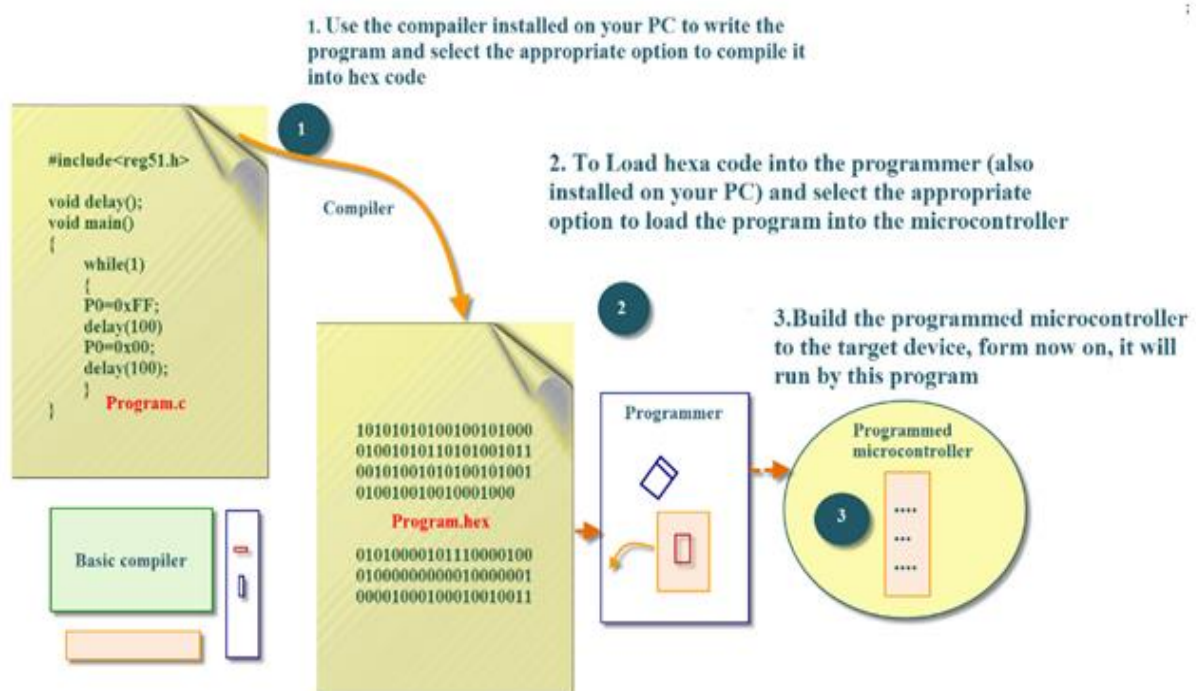 1. Use the compailer installed on your PC to write the
program and select the appropriate option to compile it
into hex code
1
#include<reg51.h>
void delay();
void main()
{
while(1)
{
P0=0xFF;
delay(100)
P0=0x00;
delay(100);
}
}
Program.c
Compiler
2. To Load hexa code into the programmer (also
installed on your PC) and select the appropriate
option to load the program into the microcontroller
2
3.Build the programmed microcontroller
to the target device, form now on, it will
run by this program
10101010100100101000
01001010110101001011
00101001010100101001
010010010010001000
Program.hex
01010000101110000100
01000000000010000001
00001000100010010011
Programmer
Programmed
microcontroller
3
Basic compiler